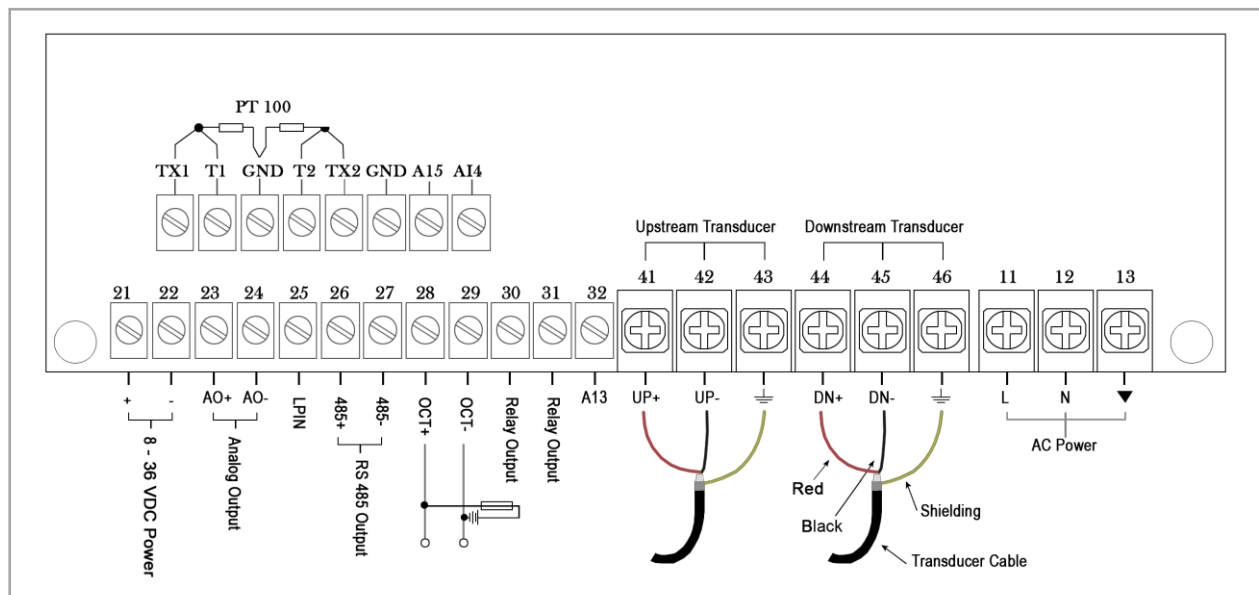 PT 100
TX1 T1 GND T2 TX2 GND A15 AI4
Upstream Transducer Downstream Transducer
21 22 23 24 25 26 27 28 29 30 31 32 41 42 43 44 45 46 11 12 13
+ - AO+ AO- LPIN 485+ 485- OCT+ OCT- Relay Output Relay Output A13 UP+ UP- DN+ DN- L N
8 - 36 VDC Power
Analog Output
RS 485 Output
AC Power
Red
Black
Shielding
Transducer Cable